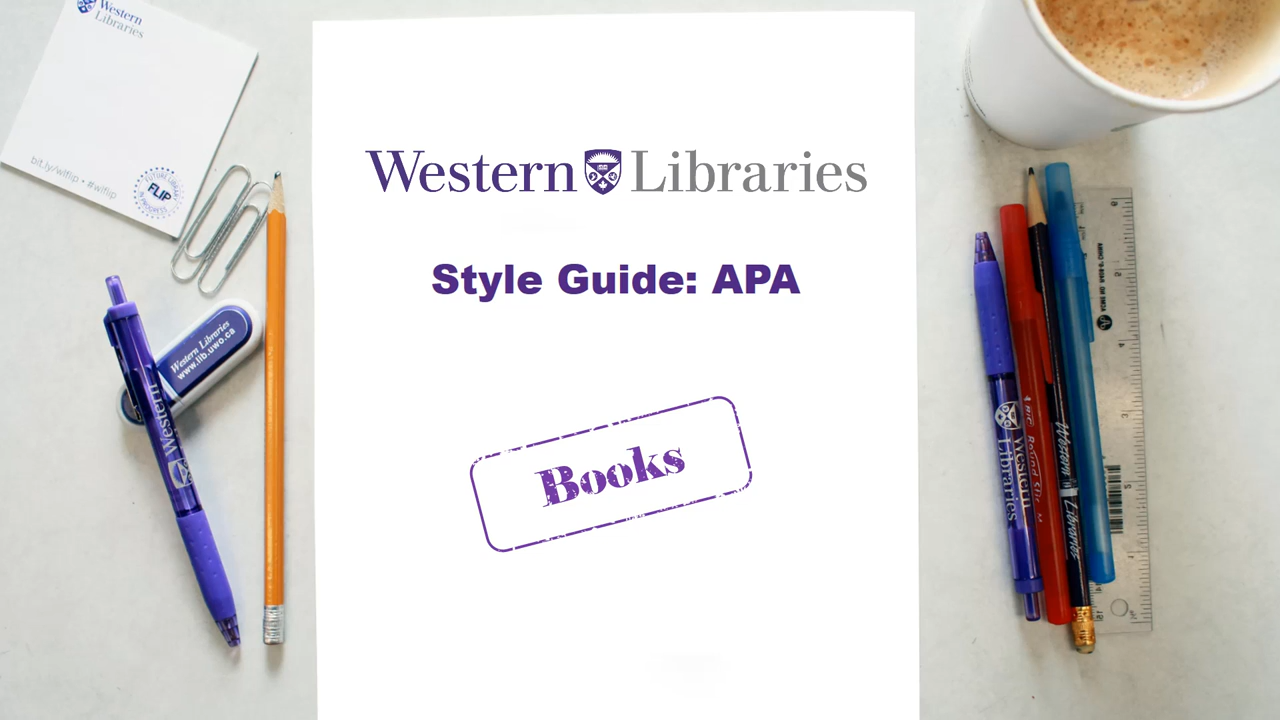 Western
Libraries
bit.ly/wlflip • #wlflip
FLIP
Western Libraries
www.lib.uwo.ca
Western
Western Libraries
Style Guide: APA
Books
Western
Libraries
Western Libraries